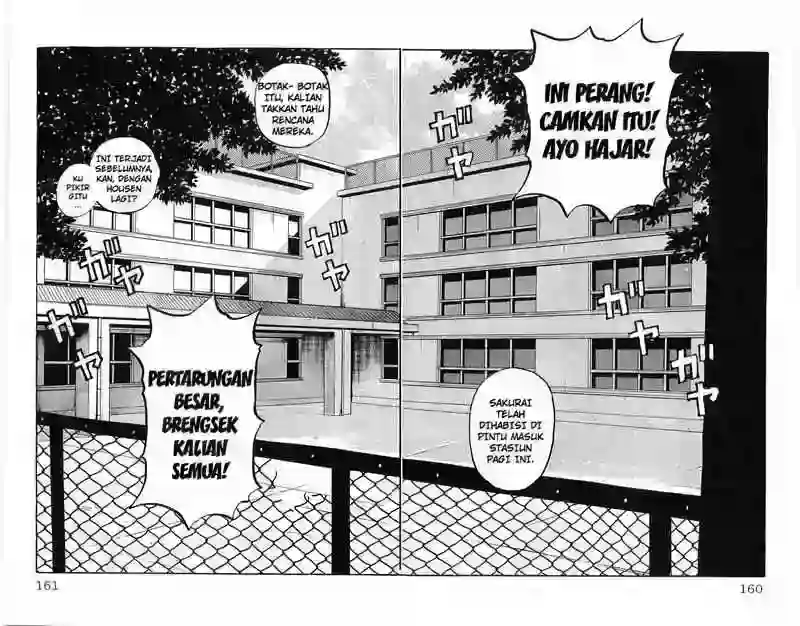 INI PERANG!
CAMKAN ITU!
AYO HAJAR!
BOTAK- BOTAK
ITU, KALIAN
TAKKAN TAHU
RENCANA
MEREKA.
INI TERJADI
SEBELUMNYA,
KAN, DENGAN
HOUSEN
LAGI?
KU
PIKIR
GITU
...
SAKURAI
TELAH
DIHABISI DI
PINTU MASUK
STASIUN
PAGI INI.
PERTARUNGAN
BESAR,
BRENGSEK
KALIAN
SEMUA!
ガヤ
ガヤ
ガヤ
ガヤ
ガヤ
ガヤ
161
160